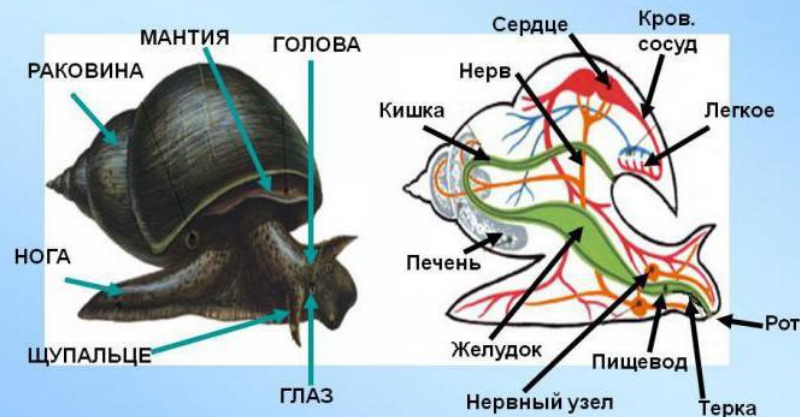 МАНТИЯ
ГОЛОВА
РАКОВИНА
НОГА
ЩУПАЛЬЦЕ
ГЛАЗ
Сердце
Кров.
сосуд
Нерв
Кишка
Легкое
Печень
Желудок
Пищевод
Рот
Нервный узел
Терка